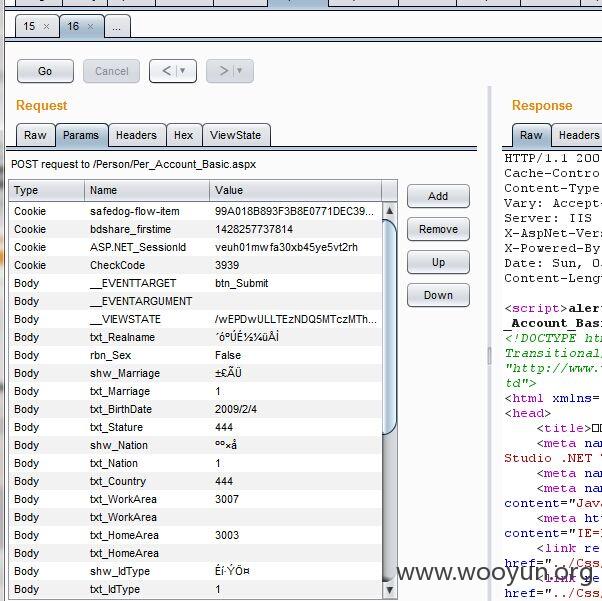 15 × 16 × ...
Go Cancel < | ▼ > | ▼
Request
Raw Params Headers Hex ViewState
POST request to /Person/Per_Account_Basic.aspx
Type Name Value
Cookie safedog-flow-item 99A018B893F3B8E0771DEC39...
Cookie bdshare_firstime 1428257737814
Cookie ASP.NET_SessionId veuh01mwfa30xb45ye5vt2rh
Cookie CheckCode 3939
Body __EVENTTARGET btn_Submit
Body __EVENTARGUMENT
Body __VIEWSTATE /wEPDwULLTEzNDQ5MTczMTh...
Body txt_Realname ´óºÚÉ½¼üÅÌ
Body rbn_Sex False
Body shw_Marriage ±£ÃÜ
Body txt_Marriage 1
Body txt_BirthDate 2009/2/4
Body txt_Stature 444
Body shw_Nation ºº×å
Body txt_Nation 1
Body txt_Country 444
Body txt_WorkArea 3007
Body txt_WorkArea
Body txt_HomeArea 3003
Body txt_HomeArea
Body shw_IdType Éí·ÝÖ¤
Body txt_IdType 1
Add
Remove
Up
Down
Response
Raw Headers
HTTP/1.1 200
Cache-Contro
Content-Type
Vary: Accept-
Server: IIS
X-AspNet-Vers
X-Powered-By
Date: Sun, 0
Content-Leng
<script>aler
_Account_Basi
<!DOCTYPE ht
Transitional
"http://www.
td">
<html xmlns=
<head>
<title>
<meta na
Studio .NET
<meta na
<meta na
content="Java
<meta ht
content="IE=
<link re
href="../Css/
<link re
href="../Css/
www.wooyun.org